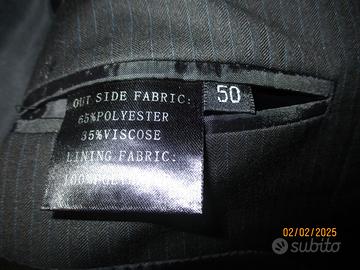 OUT SIDE FABRIC:
65%POLYESTER
35%VISCOSE
LINING FABRIC:
50
02/02/2025
subito